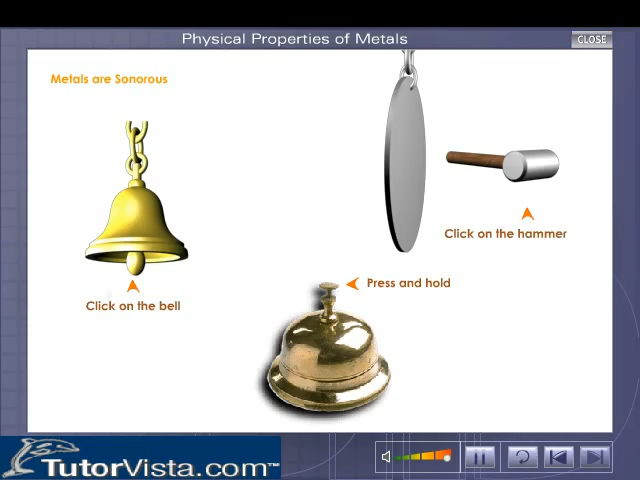 Physical Properties of Metals
CLOSE
Metals are Sonorous
Click on the hammer
Press and hold
Click on the bell
TutorVista.com™